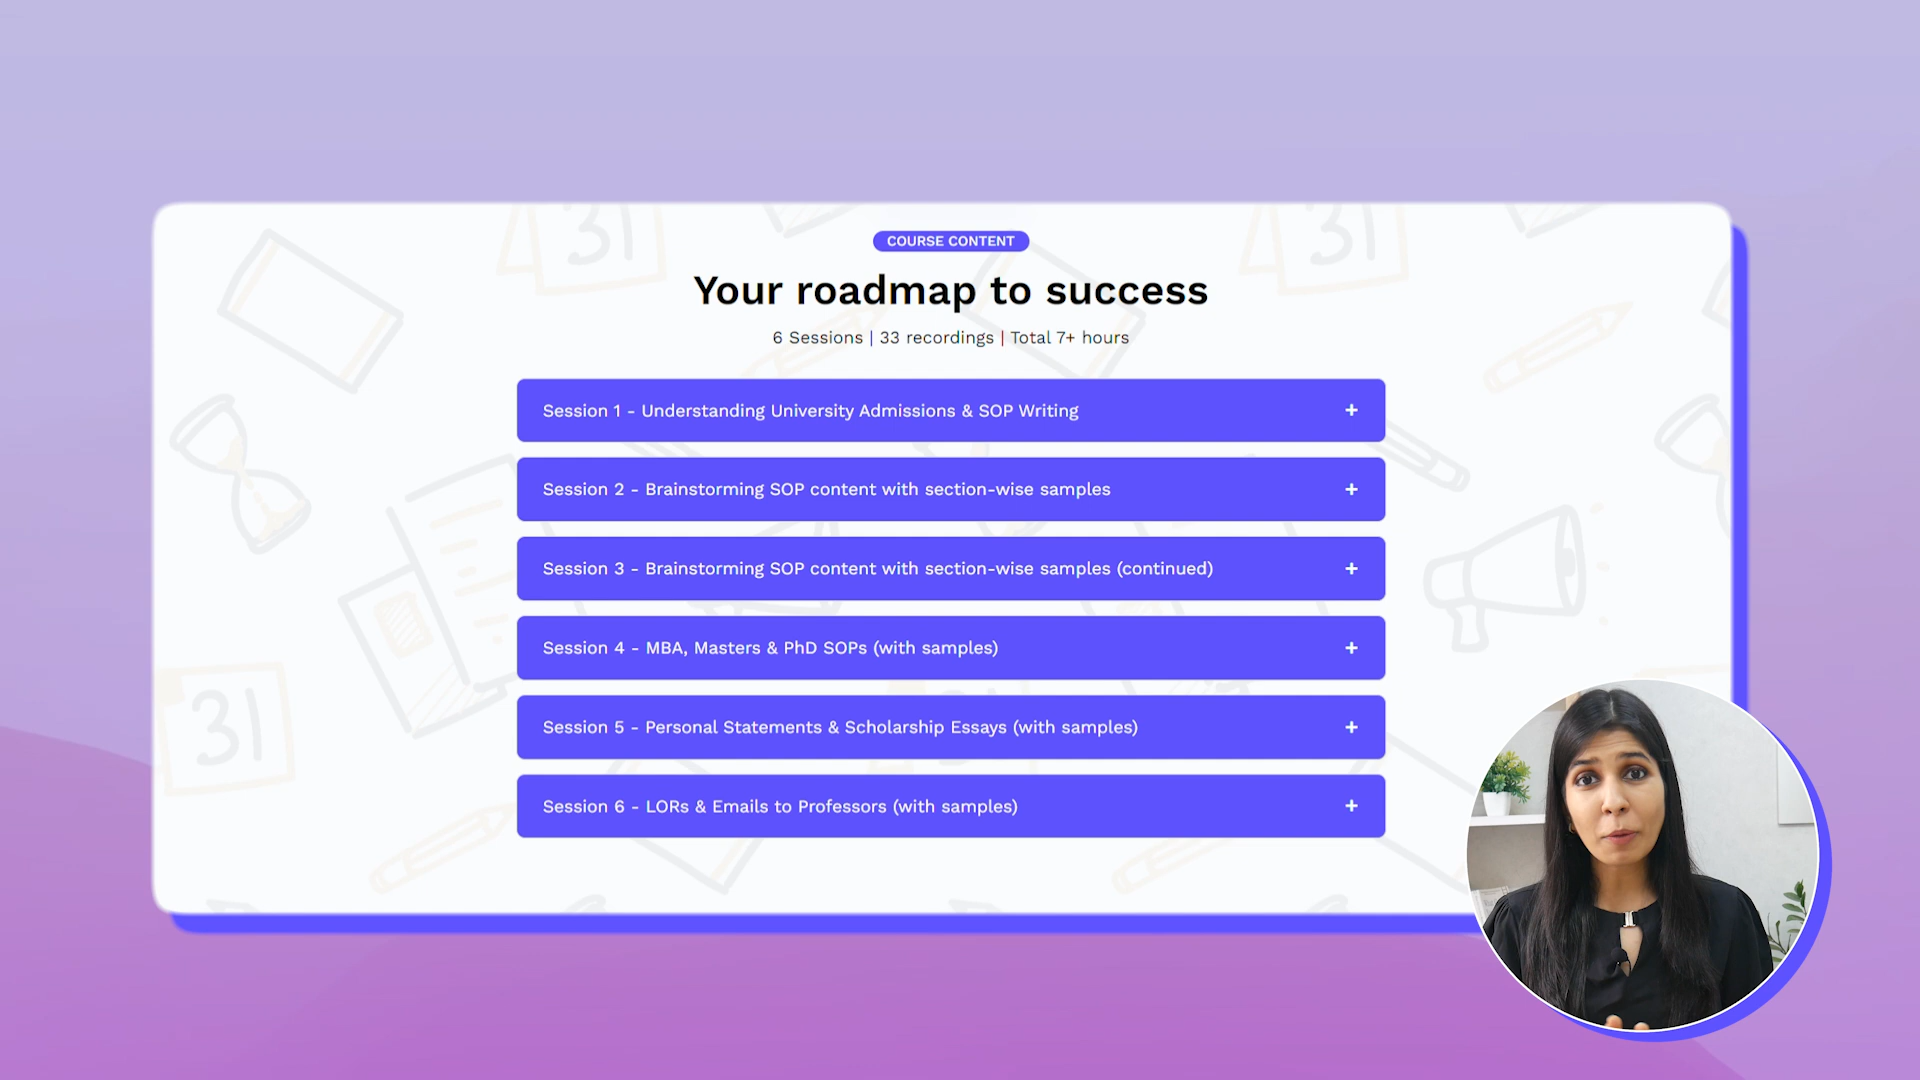 COURSE CONTENT
Your roadmap to success
6 Sessions | 33 recordings | Total 7+ hours
Session 1 - Understanding University Admissions & SOP Writing +
Session 2 - Brainstorming SOP content with section-wise samples +
Session 3 - Brainstorming SOP content with section-wise samples (continued) +
Session 4 - MBA, Masters & PhD SOPs (with samples) +
Session 5 - Personal Statements & Scholarship Essays (with samples) +
Session 6 - LORs & Emails to Professors (with samples) +
31
31
31